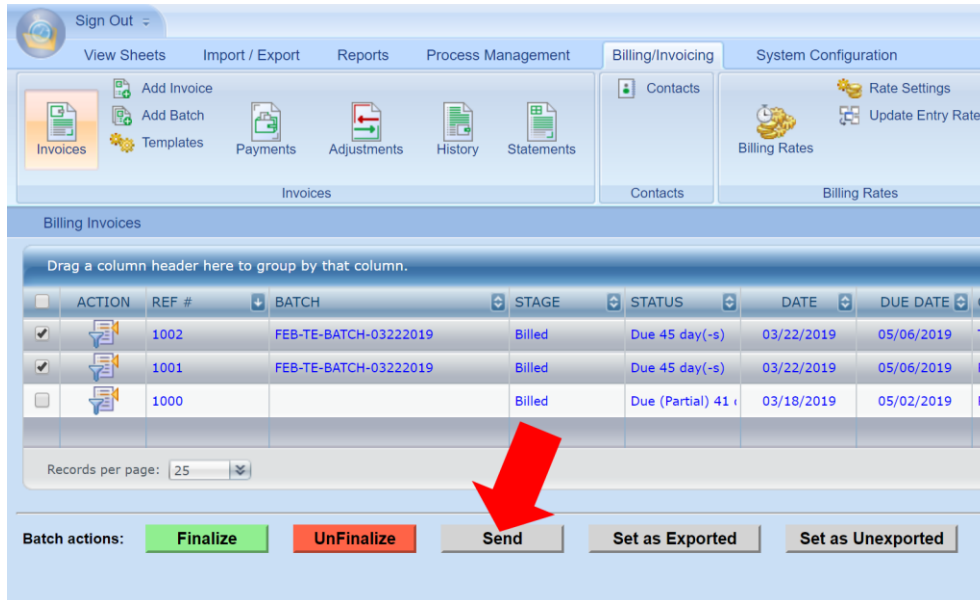 Sign Out
View Sheets Import / Export Reports Process Management Billing/Invoicing System Configuration
Add Invoice Contacts Rate Settings
Add Batch Update Entry Rate
Templates
Invoices Payments Adjustments History Statements Billing Rates
Invoices Contacts Billing Rates
Billing Invoices
Drag a column header here to group by that column.
ACTION REF # BATCH STAGE STATUS DATE DUE DATE
1002 FEB-TE-BATCH-03222019 Billed Due 45 day(-s) 03/22/2019 05/06/2019
1001 FEB-TE-BATCH-03222019 Billed Due 45 day(-s) 03/22/2019 05/06/2019
1000 Billed Due (Partial) 41 03/18/2019 05/02/2019
Records per page: 25
Batch actions: Finalize UnFinalize Send Set as Exported Set as Unexported